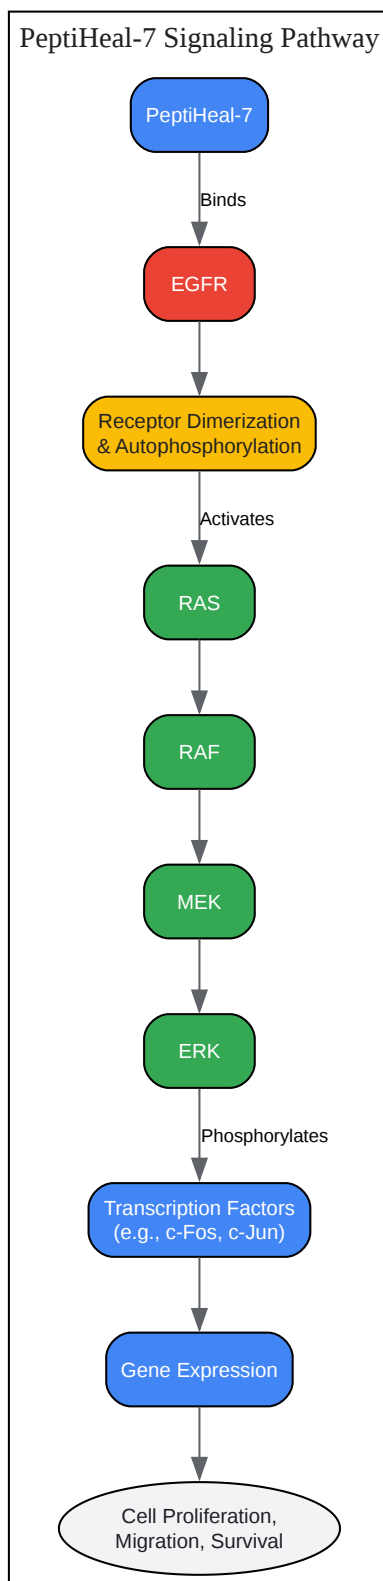 PeptiHeal-7 Signaling Pathway
PeptiHeal-7
Binds
EGFR
Receptor Dimerization
& Autophosphorylation
Activates
RAS
RAF
MEK
ERK
Phosphorylates
Transcription Factors
(e.g., c-Fos, c-Jun)
Gene Expression
Cell Proliferation,
Migration, Survival